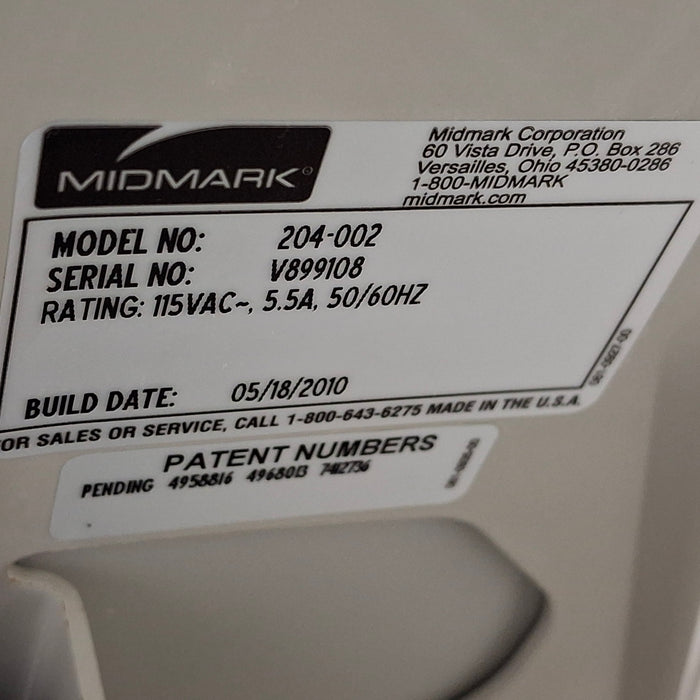 MIDMARK®
Midmark Corporation
60 Vista Drive, P.O. Box 286
Versailles, Ohio 45380-0286
1-800-MIDMARK
midmark.com
MODEL NO: 204-002
SERIAL NO: V899108
RATING: 115VAC~, 5.5A, 50/60HZ
BUILD DATE: 05/18/2010
OR SALES OR SERVICE, CALL 1-800-643-6275 MADE IN THE U.S.A.
PATENT NUMBERS
PENDING 4958816 4968013 7412736